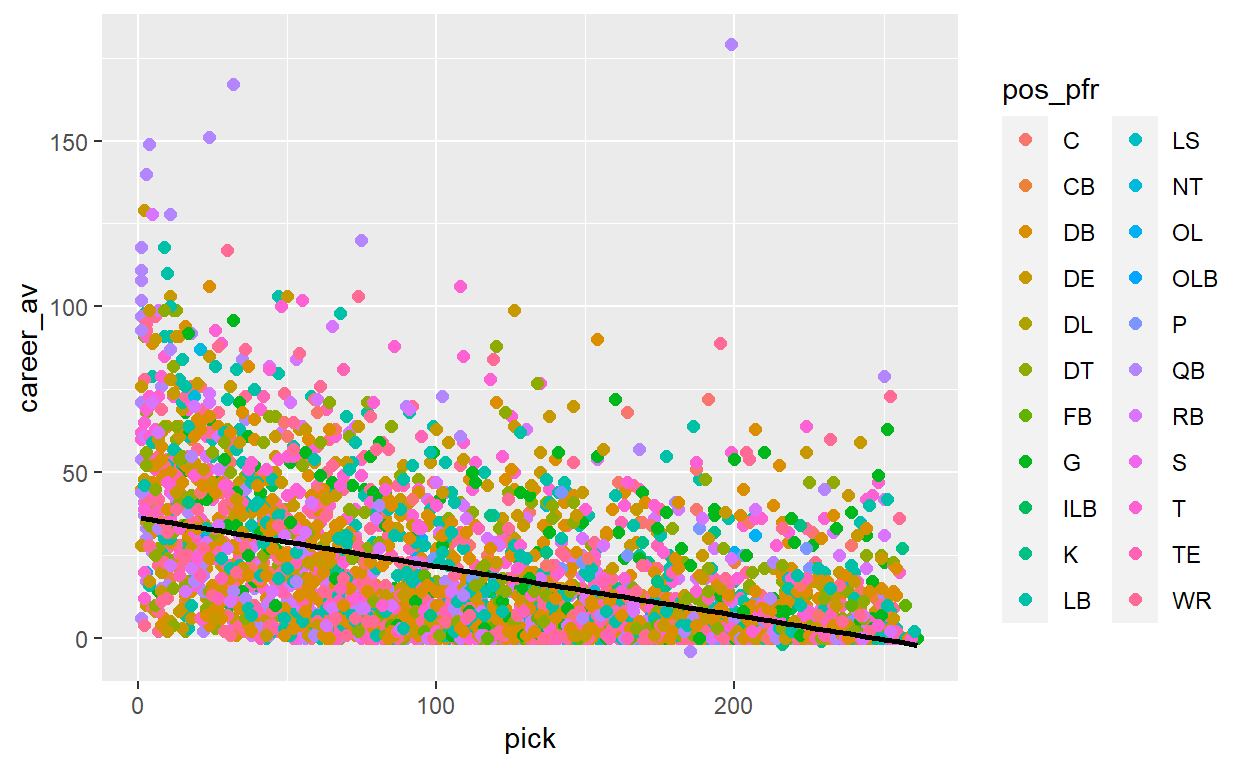 career_av
150
100
50
0
0 100 200
pick
pos_pfr
C
CB
DB
DE
DL
DT
FB
G
ILB
K
LB
LS
NT
OL
OLB
P
QB
RB
S
T
TE
WR